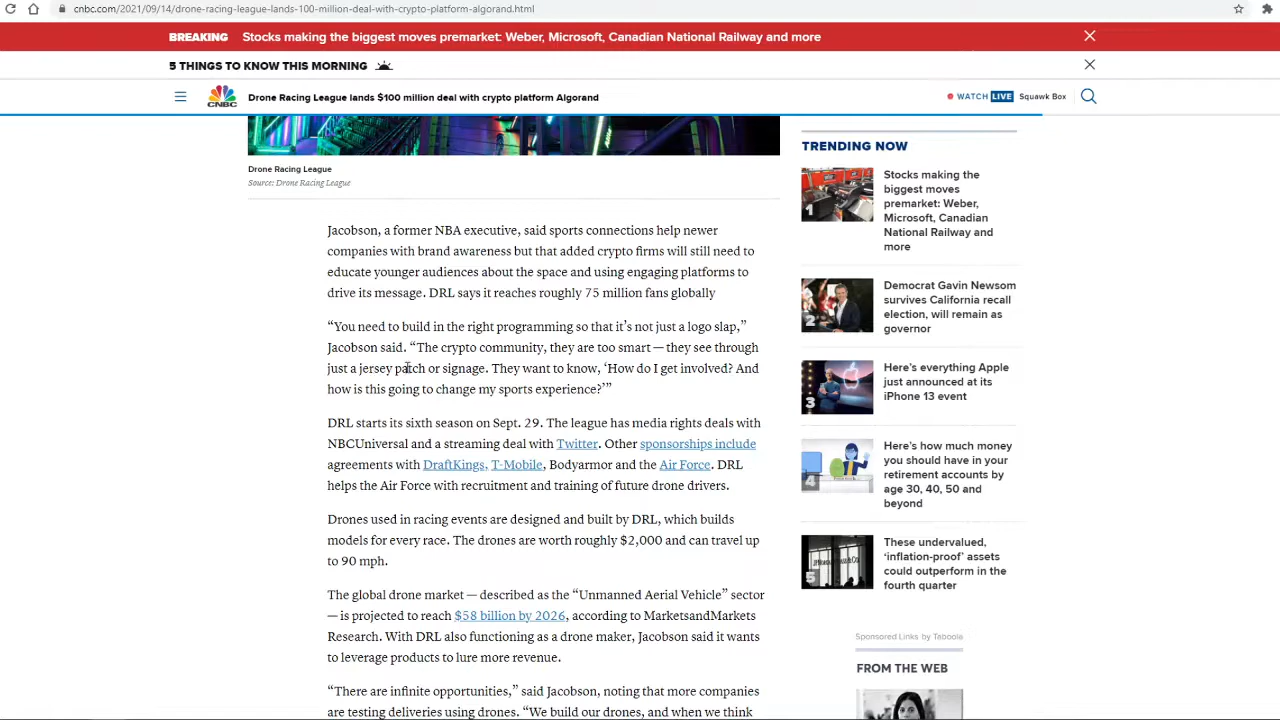 cnbc.com/2021/09/14/drone-racing-league-lands-100-million-deal-with-crypto-platform-algorand.html
BREAKING Stocks making the biggest moves premarket: Weber, Microsoft, Canadian National Railway and more
5 THINGS TO KNOW THIS MORNING
CNBC Drone Racing League lands $100 million deal with crypto platform Algorand WATCH LIVE Squawk Box
Drone Racing League
Source: Drone Racing League
Jacobson, a former NBA executive, said sports connections help newer
companies with brand awareness but that added crypto firms will still need to
educate younger audiences about the space and using engaging platforms to
drive its message. DRL says it reaches roughly 75 million fans globally
“You need to build in the right programming so that it’s not just a logo slap,”
Jacobson said. “The crypto community, they are too smart — they see through
just a jersey patch or signage. They want to know, ‘How do I get involved? And
how is this going to change my sports experience?’”
DRL starts its sixth season on Sept. 29. The league has media rights deals with
NBCUniversal and a streaming deal with Twitter. Other sponsorships include
agreements with DraftKings, T-Mobile, Bodyarmor and the Air Force. DRL
helps the Air Force with recruitment and training of future drone drivers.
Drones used in racing events are designed and built by DRL, which builds
models for every race. The drones are worth roughly $2,000 and can travel up
to 90 mph.
The global drone market — described as the “Unmanned Aerial Vehicle” sector
— is projected to reach $58 billion by 2026, according to MarketsandMarkets
Research. With DRL also functioning as a drone maker, Jacobson said it wants
to leverage products to lure more revenue.
“There are infinite opportunities,” said Jacobson, noting that more companies
are testing deliveries using drones. “We build our drones, and when we think
TRENDING NOW
1
Stocks making the
biggest moves
premarket: Weber,
Microsoft, Canadian
National Railway and
more
2
Democrat Gavin Newsom
survives California recall
election, will remain as
governor
3
Here’s everything Apple
just announced at its
iPhone 13 event
4
Here’s how much money
you should have in your
retirement accounts by
age 30, 40, 50 and
beyond
5
These undervalued,
‘inflation-proof’ assets
could outperform in the
fourth quarter
Sponsored Links by Taboola
FROM THE WEB